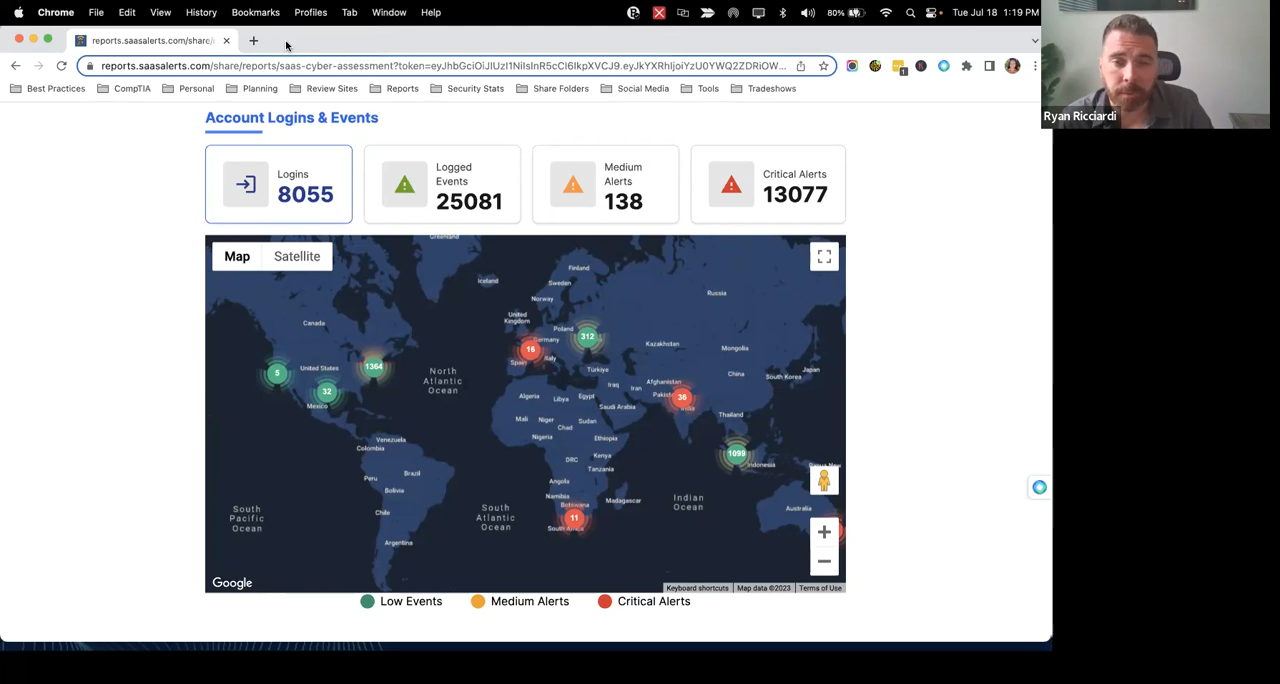 Chrome File Edit View History Bookmarks Profiles Tab Window Help 80% Tue Jul 18 1:19 PM
reports.saasalerts.com/share/r
reports.saasalerts.com/share/reports/saas-cyber-assessment?token=eyJhbGciOiJIUzI1NiIsInR5cCI6IkpXVCJ9.eyJkYXRhIjoiYzU0YWQ2ZDRiOW...
1
Best Practices CompTIA Personal Planning Review Sites Reports Security Stats Share Folders Social Media Tools Tradeshows
Ryan Ricciardi
Account Logins & Events
Logins
8055
Logged
Events
25081
Medium
Alerts
138
Critical Alerts
13077
Map Satellite
Greenland
Finland
Iceland
Sweden
Russia
Norway
United
Kingdom
Canada
Poland
312
Germany
Kazakhstan
Mongolia
16
Spain
Italy
1364
United States
Türkiye
China
South Korea
Japan
5
North
Atlantic
Ocean
32
Iraq
Iran
Afghanistan
Pakistan
36
India
Mexico
Algeria
Libya
Egypt
Saudi Arabia
Mali
Niger
Chad
Sudan
Thailand
Nigeria
Ethiopia
Venezuela
Colombia
DRC
Kenya
Tanzania
1099
Indonesia
Papua New
Peru
Brazil
Bolivia
Angola
Namibia
Botswana
Madagascar
Indian
Ocean
South
Pacific
Ocean
Chile
South
Atlantic
Ocean
11
South Africa
Australia
Argentina
Google
Keyboard shortcuts Map data ©2023 Terms of Use
Low Events Medium Alerts Critical Alerts